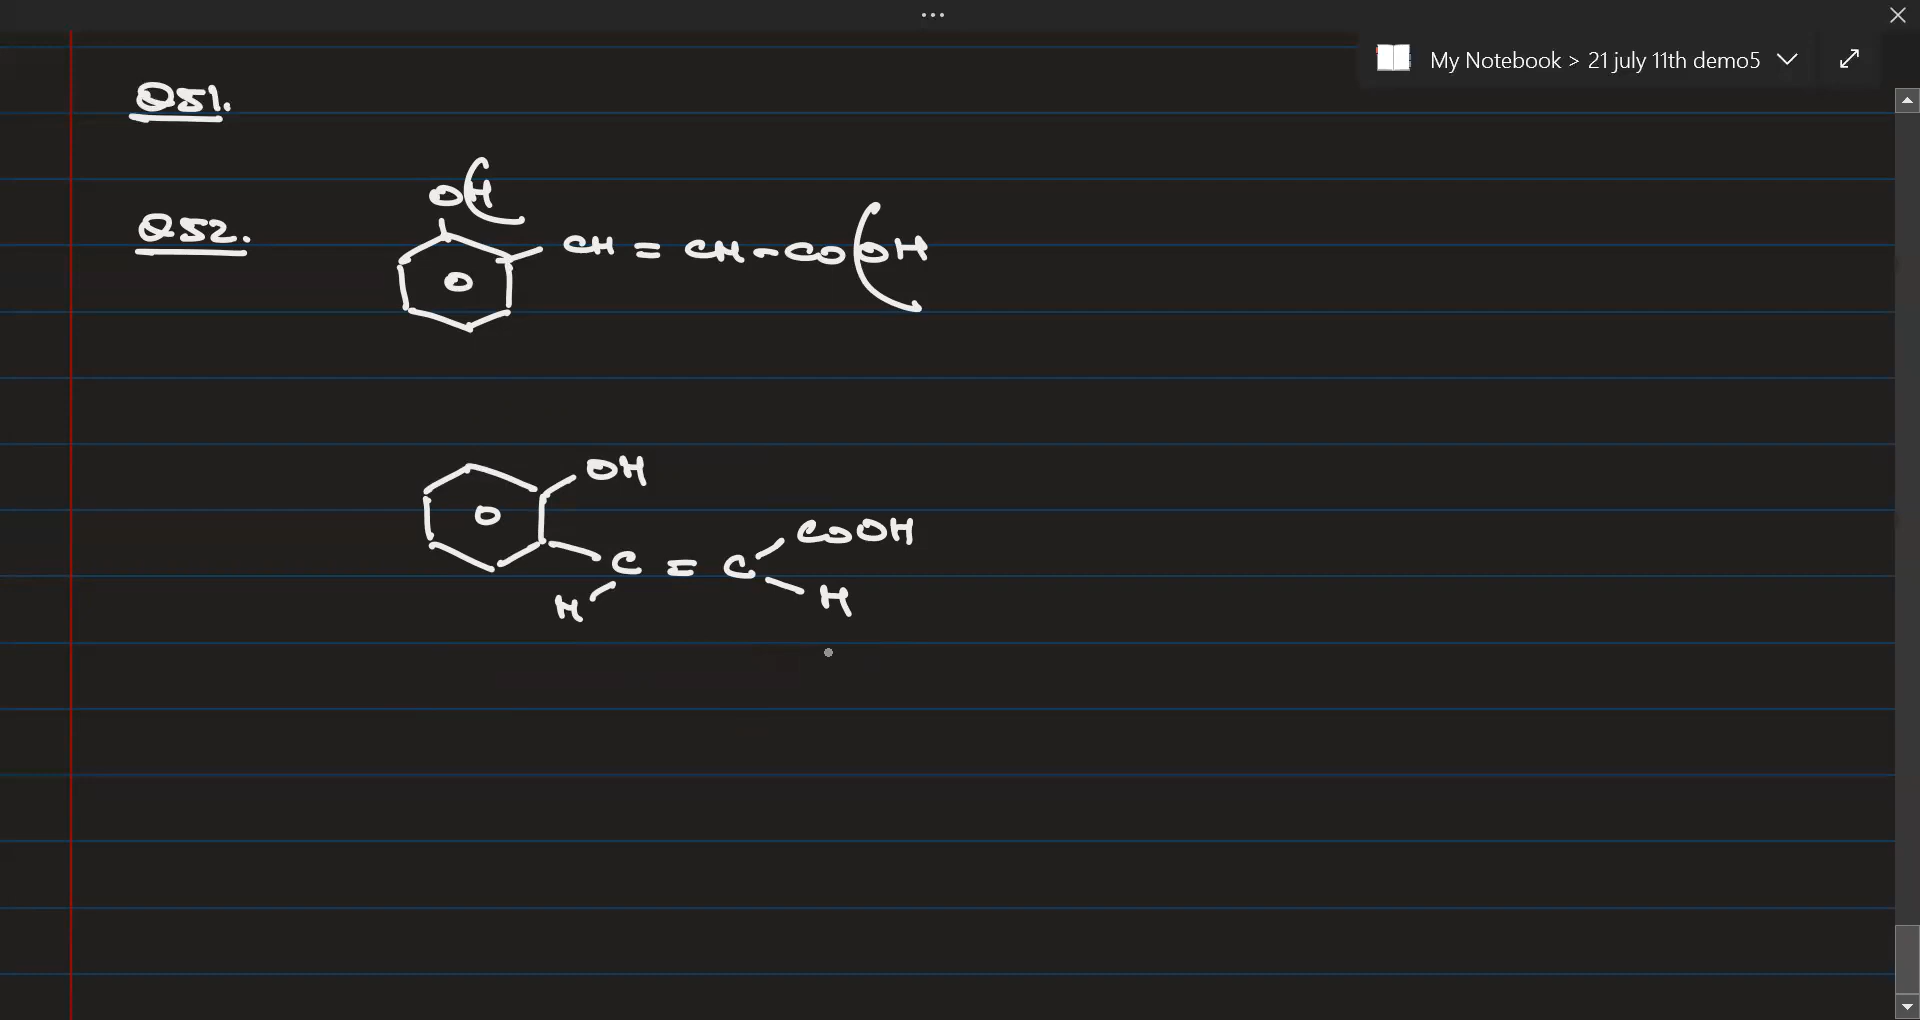 My Notebook > 21 july 11th demo5
Q51.
OH
Q52.
CH = CH - COOH
OH
COOH
C = C
H
H